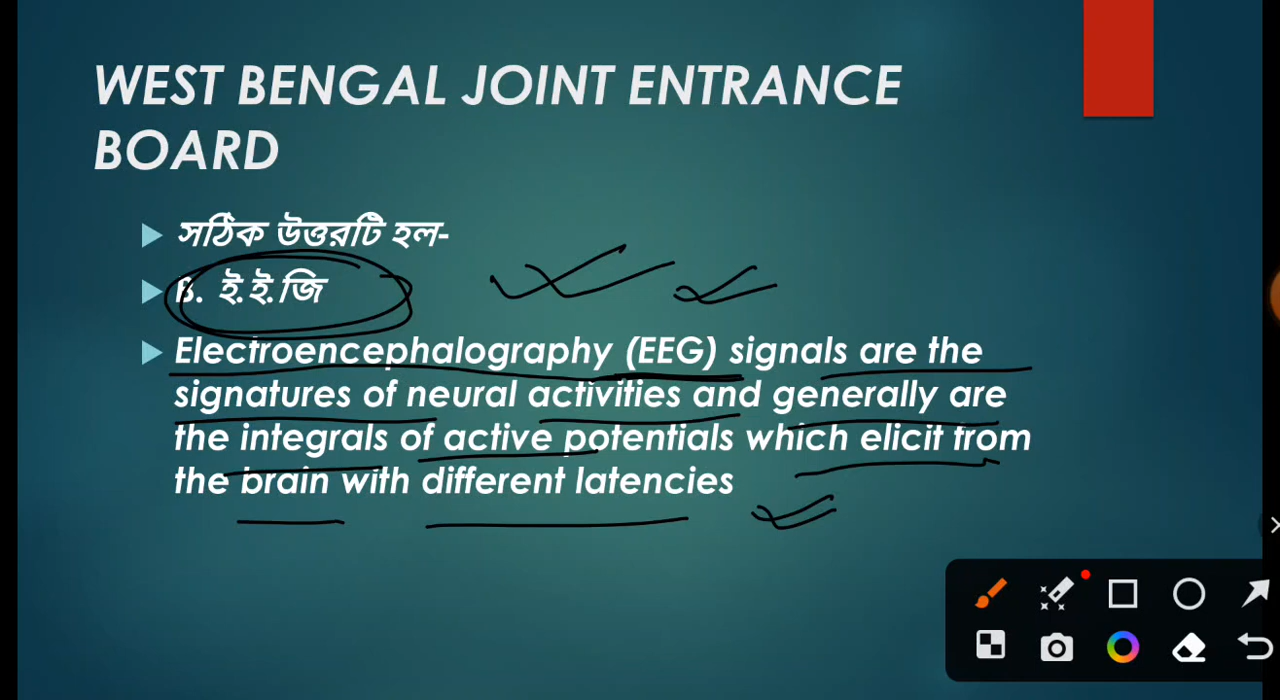 WEST BENGAL JOINT ENTRANCE
BOARD
সঠিক উত্তরটি হল-
B. ই.ই.জি
Electroencephalography (EEG) signals are the
signatures of neural activities and generally are
the integrals of active potentials which elicit from
the brain with different latencies